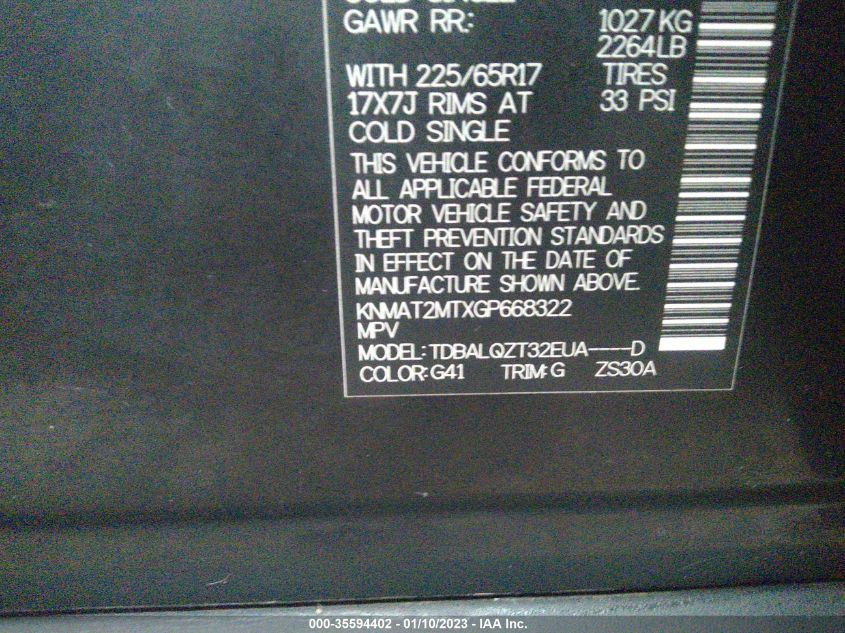 GAWR RR: 1027 KG
2264LB
WITH 225/65R17 TIRES
17X7J RIMS AT 33 PSI
COLD SINGLE
THIS VEHICLE CONFORMS TO
ALL APPLICABLE FEDERAL
MOTOR VEHICLE SAFETY AND
THEFT PREVENTION STANDARDS
IN EFFECT ON THE DATE OF
MANUFACTURE SHOWN ABOVE.
KNMAT2MTXGP668322
MPV
MODEL: TDBALQZT32EUA----D
COLOR: G41 TRIM: G ZS30A
000-35594402 - 01/10/2023 - IAA Inc.